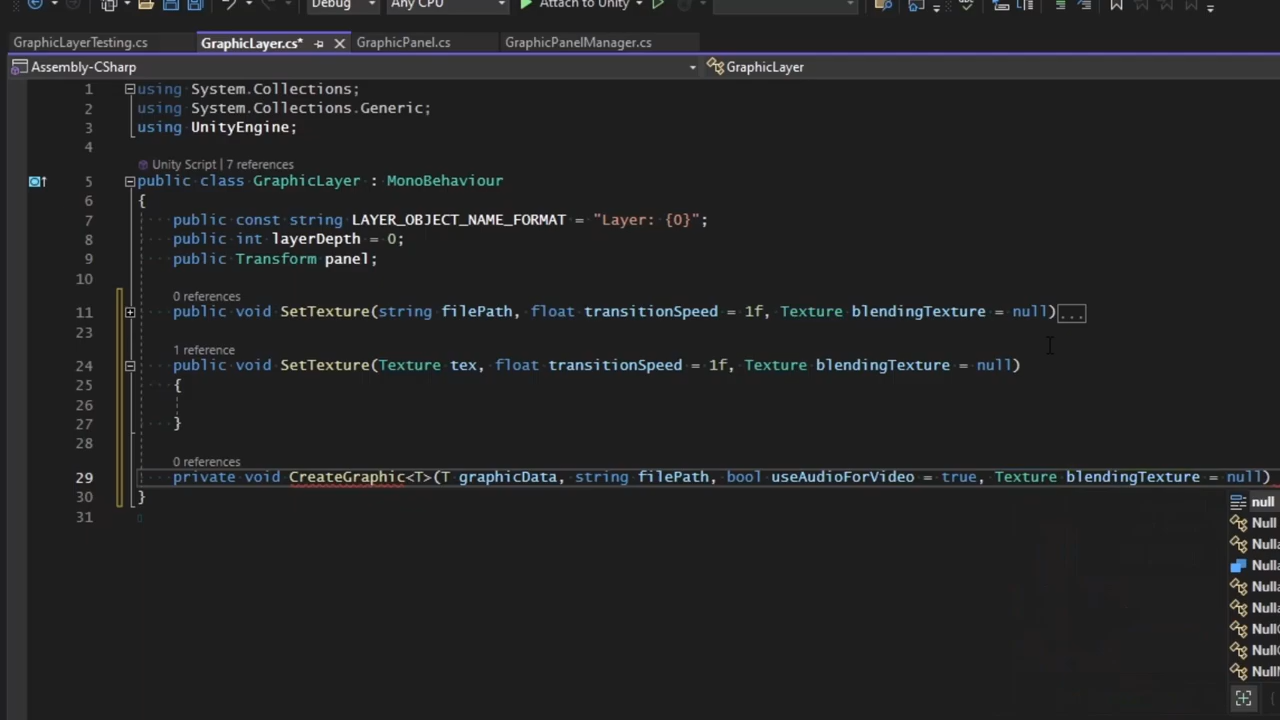 Debug Any CPU Attach to Unity
GraphicLayerTesting.cs GraphicLayer.cs* GraphicPanel.cs GraphicPanelManager.cs
Assembly-CSharp GraphicLayer
1 using System.Collections;
2 using System.Collections.Generic;
3 using UnityEngine;
4
Unity Script | 7 references
5 public class GraphicLayer : MonoBehaviour
6 {
7 public const string LAYER_OBJECT_NAME_FORMAT = "Layer: {0}";
8 public int layerDepth = 0;
9 public Transform panel;
10
0 references
11 public void SetTexture(string filePath, float transitionSpeed = 1f, Texture blendingTexture = null)...
23
1 reference
24 public void SetTexture(Texture tex, float transitionSpeed = 1f, Texture blendingTexture = null)
25 {
26
27 }
28
0 references
29 private void CreateGraphic<T>(T graphicData, string filePath, bool useAudioForVideo = true, Texture blendingTexture = null)
30 }
31
null
Null